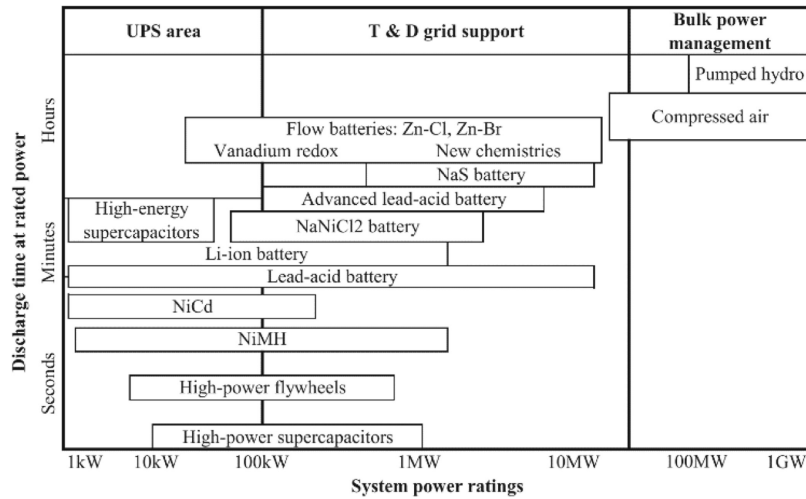 UPS area
T & D grid support
Bulk power
management
Pumped hydro
Compressed air
Flow batteries: Zn-Cl, Zn-Br
Vanadium redox
New chemistries
NaS battery
Advanced lead-acid battery
High-energy
supercapacitors
NaNiCl2 battery
Li-ion battery
Lead-acid battery
NiCd
NiMH
High-power flywheels
High-power supercapacitors
Discharge time at rated power
Hours
Minutes
Seconds
1kW
10kW
100kW
1MW
10MW
100MW
1GW
System power ratings